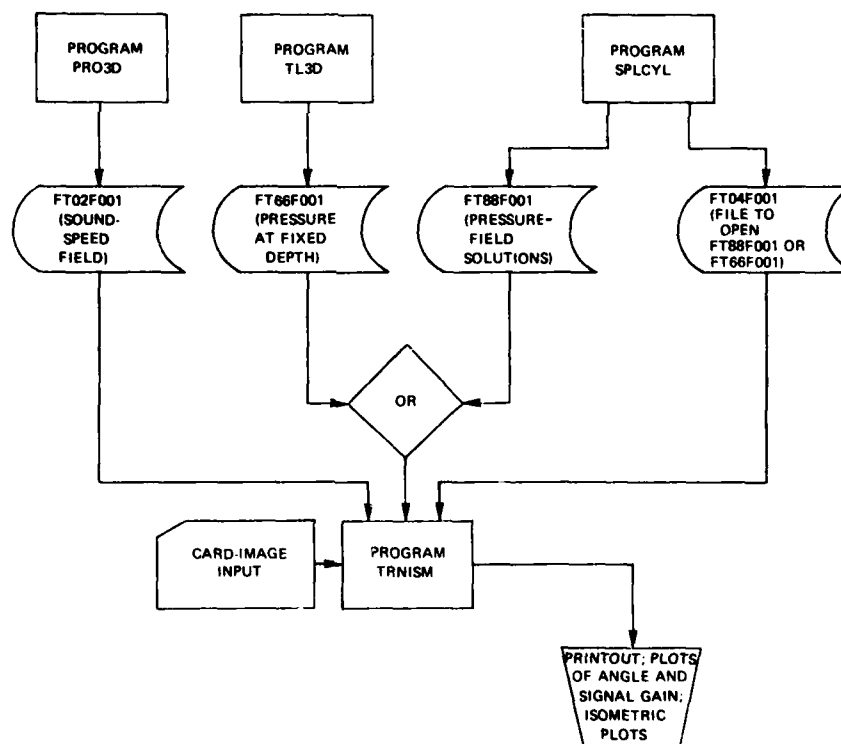 PROGRAM
PRO3D
PROGRAM
TL3D
PROGRAM
SPLCYL
FT02F001
(SOUND-
SPEED
FIELD)
FT66F001
(PRESSURE
AT FIXED
DEPTH)
FT88F001
(PRESSURE-
FIELD
SOLUTIONS)
FT04F001
(FILE TO
OPEN
FT88F001 OR
FT66F001)
OR
CARD-IMAGE
INPUT
PROGRAM
TRNISM
PRINTOUT; PLOTS
OF ANGLE AND
SIGNAL GAIN;
ISOMETRIC
PLOTS